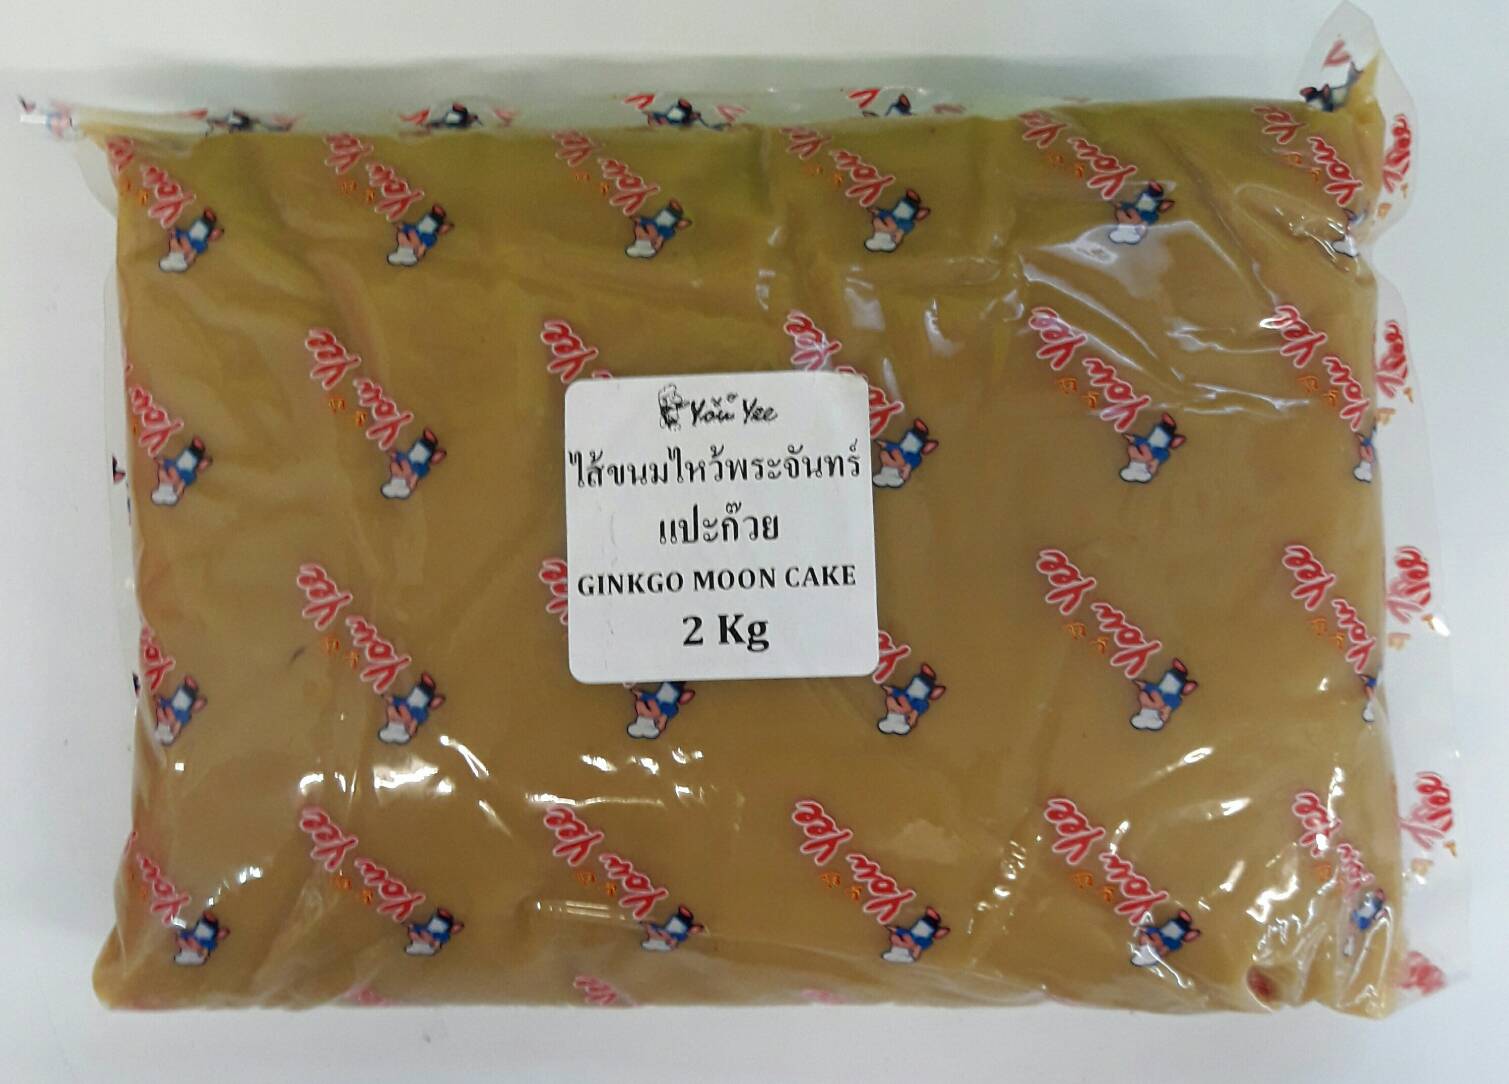 You Yee
ไส้ขนมไหว้พระจันทร์
แปะก๊วย
GINKGO MOON CAKE
2 Kg